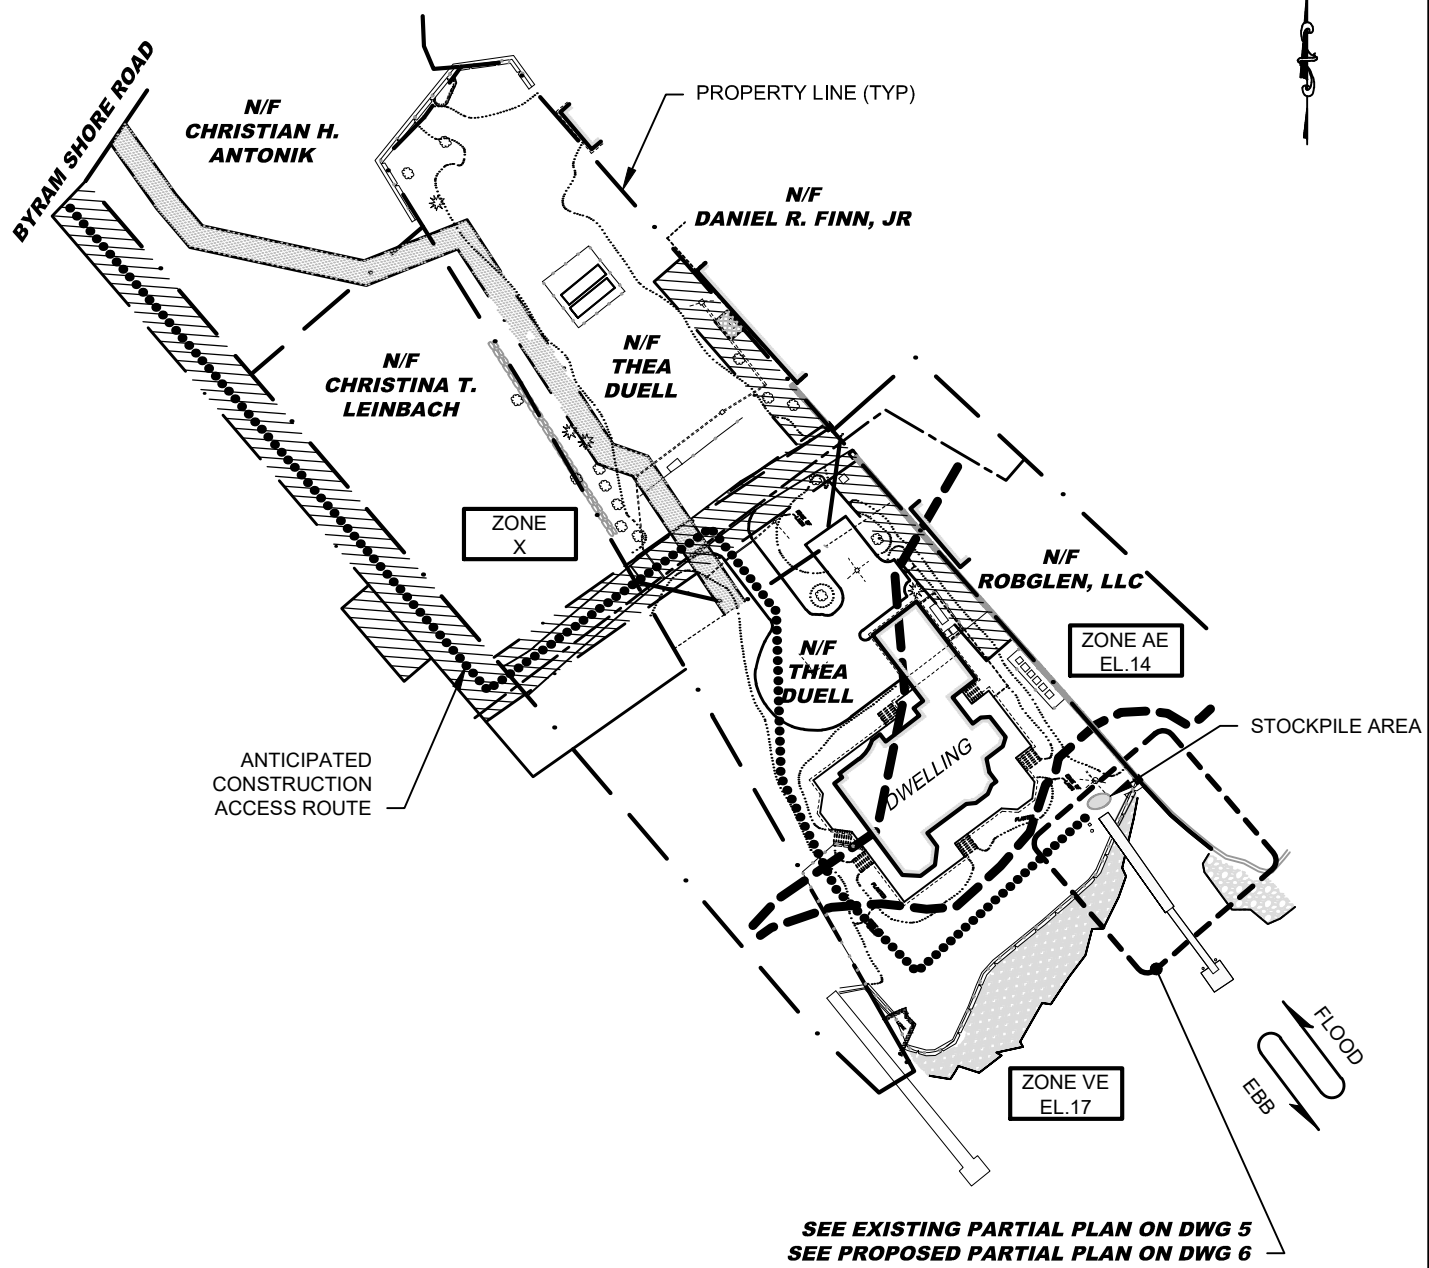 BYRAM SHORE ROAD
N/F
CHRISTIAN H.
ANTONIK
PROPERTY LINE (TYP)
N/F
DANIEL R. FINN, JR
N/F
THEA
DUELL
N/F
CHRISTINA T.
LEINBACH
ZONE
X
N/F
ROBGLEN, LLC
ZONE AE
EL.14
N/F
THEA
DUELL
STOCKPILE AREA
DWELLING
ANTICIPATED
CONSTRUCTION
ACCESS ROUTE
FLOOD
EBB
ZONE VE
EL.17
SEE EXISTING PARTIAL PLAN ON DWG 5
SEE PROPOSED PARTIAL PLAN ON DWG 6